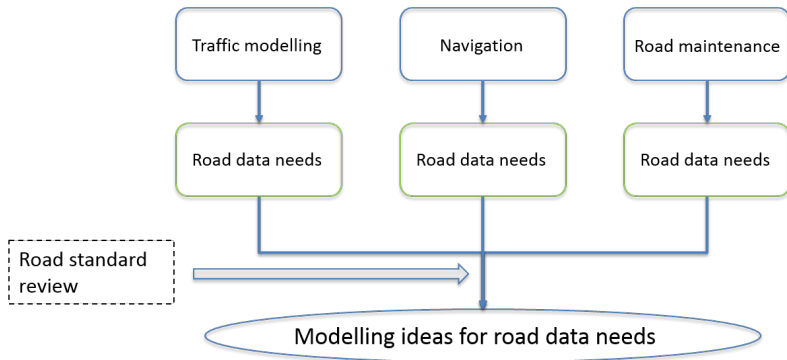 Traffic modelling
Navigation
Road maintenance
Road data needs
Road data needs
Road data needs
Road standard
review
Modelling ideas for road data needs